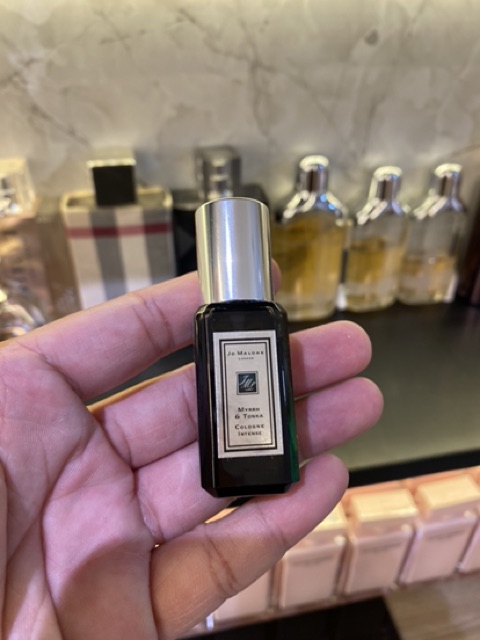 Jo Malone
LONDON
Myrrh
& Tonka
Cologne
Intense